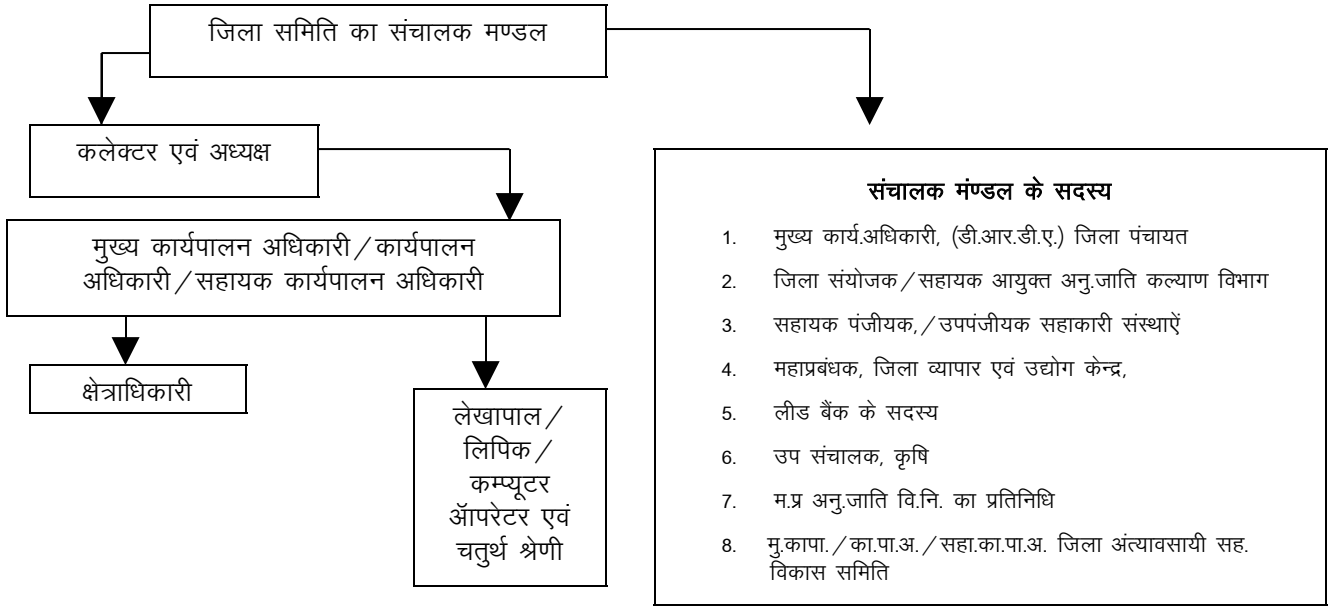 जिला समिति का संचालक मण्डल
कलेक्टर एवं अध्यक्ष
मुख्य कार्यपालन अधिकारी/कार्यपालन
अधिकारी/सहायक कार्यपालन अधिकारी
क्षेत्राधिकारी
लेखापाल/
लिपिक/
कम्प्यूटर
ऑापरेटर एवं
चतुर्थ श्रेणी
संचालक मंण्डल के सदस्य
1. मुख्य कार्य.अधिकारी, (डी.आर.डी.ए.) जिला पंचायत
2. जिला संयोजक/सहायक आयुक्त अनु.जाति कल्याण विभाग
3. सहायक पंजीयक,/उपपंजीयक सहाकारी संस्थाऐं
4. महाप्रबंधक, जिला व्यापार एवं उद्योग केन्द्र,
5. लीड बैंक के सदस्य
6. उप संचालक, कृषि
7. म.प्र अनु.जाति वि.नि. का प्रतिनिधि
8. मु.कापा./का.पा.अ./सहा.का.पा.अ. जिला अंत्यावसायी सह.
विकास समिति